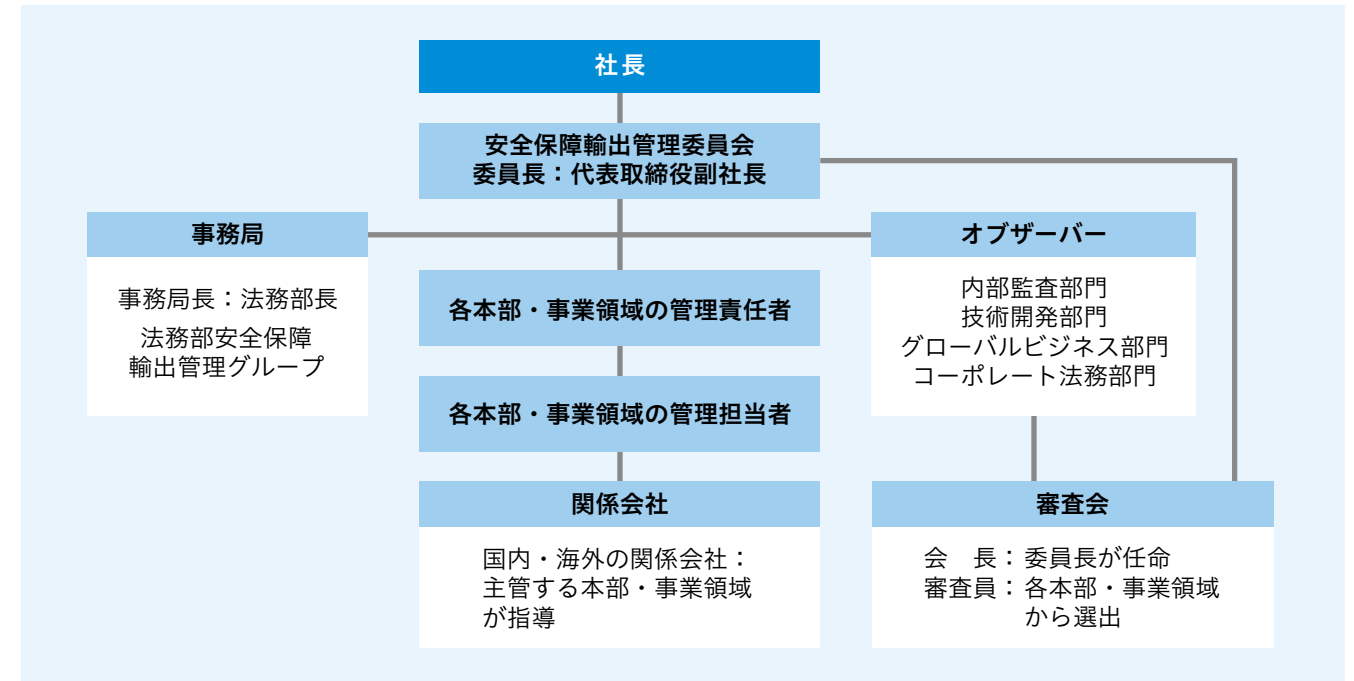 社長
安全保障輸出管理委員会
委員長：代表取締役副社長
事務局
事務局長：法務部長
法務部安全保障
輸出管理グループ
オブザーバー
内部監査部門
技術開発部門
グローバルビジネス部門
コーポレート法務部門
各本部・事業領域の管理責任者
各本部・事業領域の管理担当者
関係会社
国内・海外の関係会社：
主管する本部・事業領域
が指導
審査会
会　長：委員長が任命
審査員：各本部・事業領域
から選出